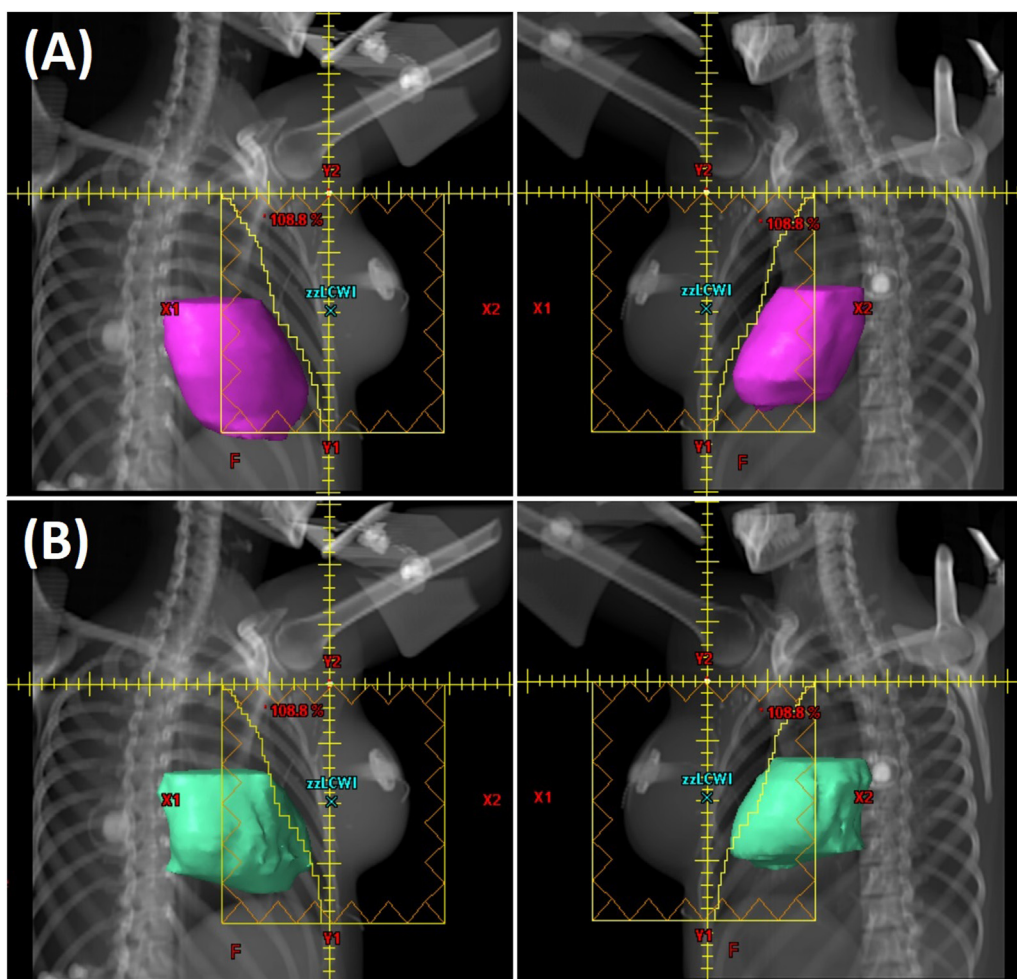 (A)
Y2
108.8 %
zzLCWI
X1
X2
Y1
F
Y2
108.8 %
zzLCWI
X1
X2
Y1
F
(B)
Y2
108.8 %
zzLCWI
X1
X2
Y1
F
Y2
108.8 %
zzLCWI
X1
X2
Y1
F